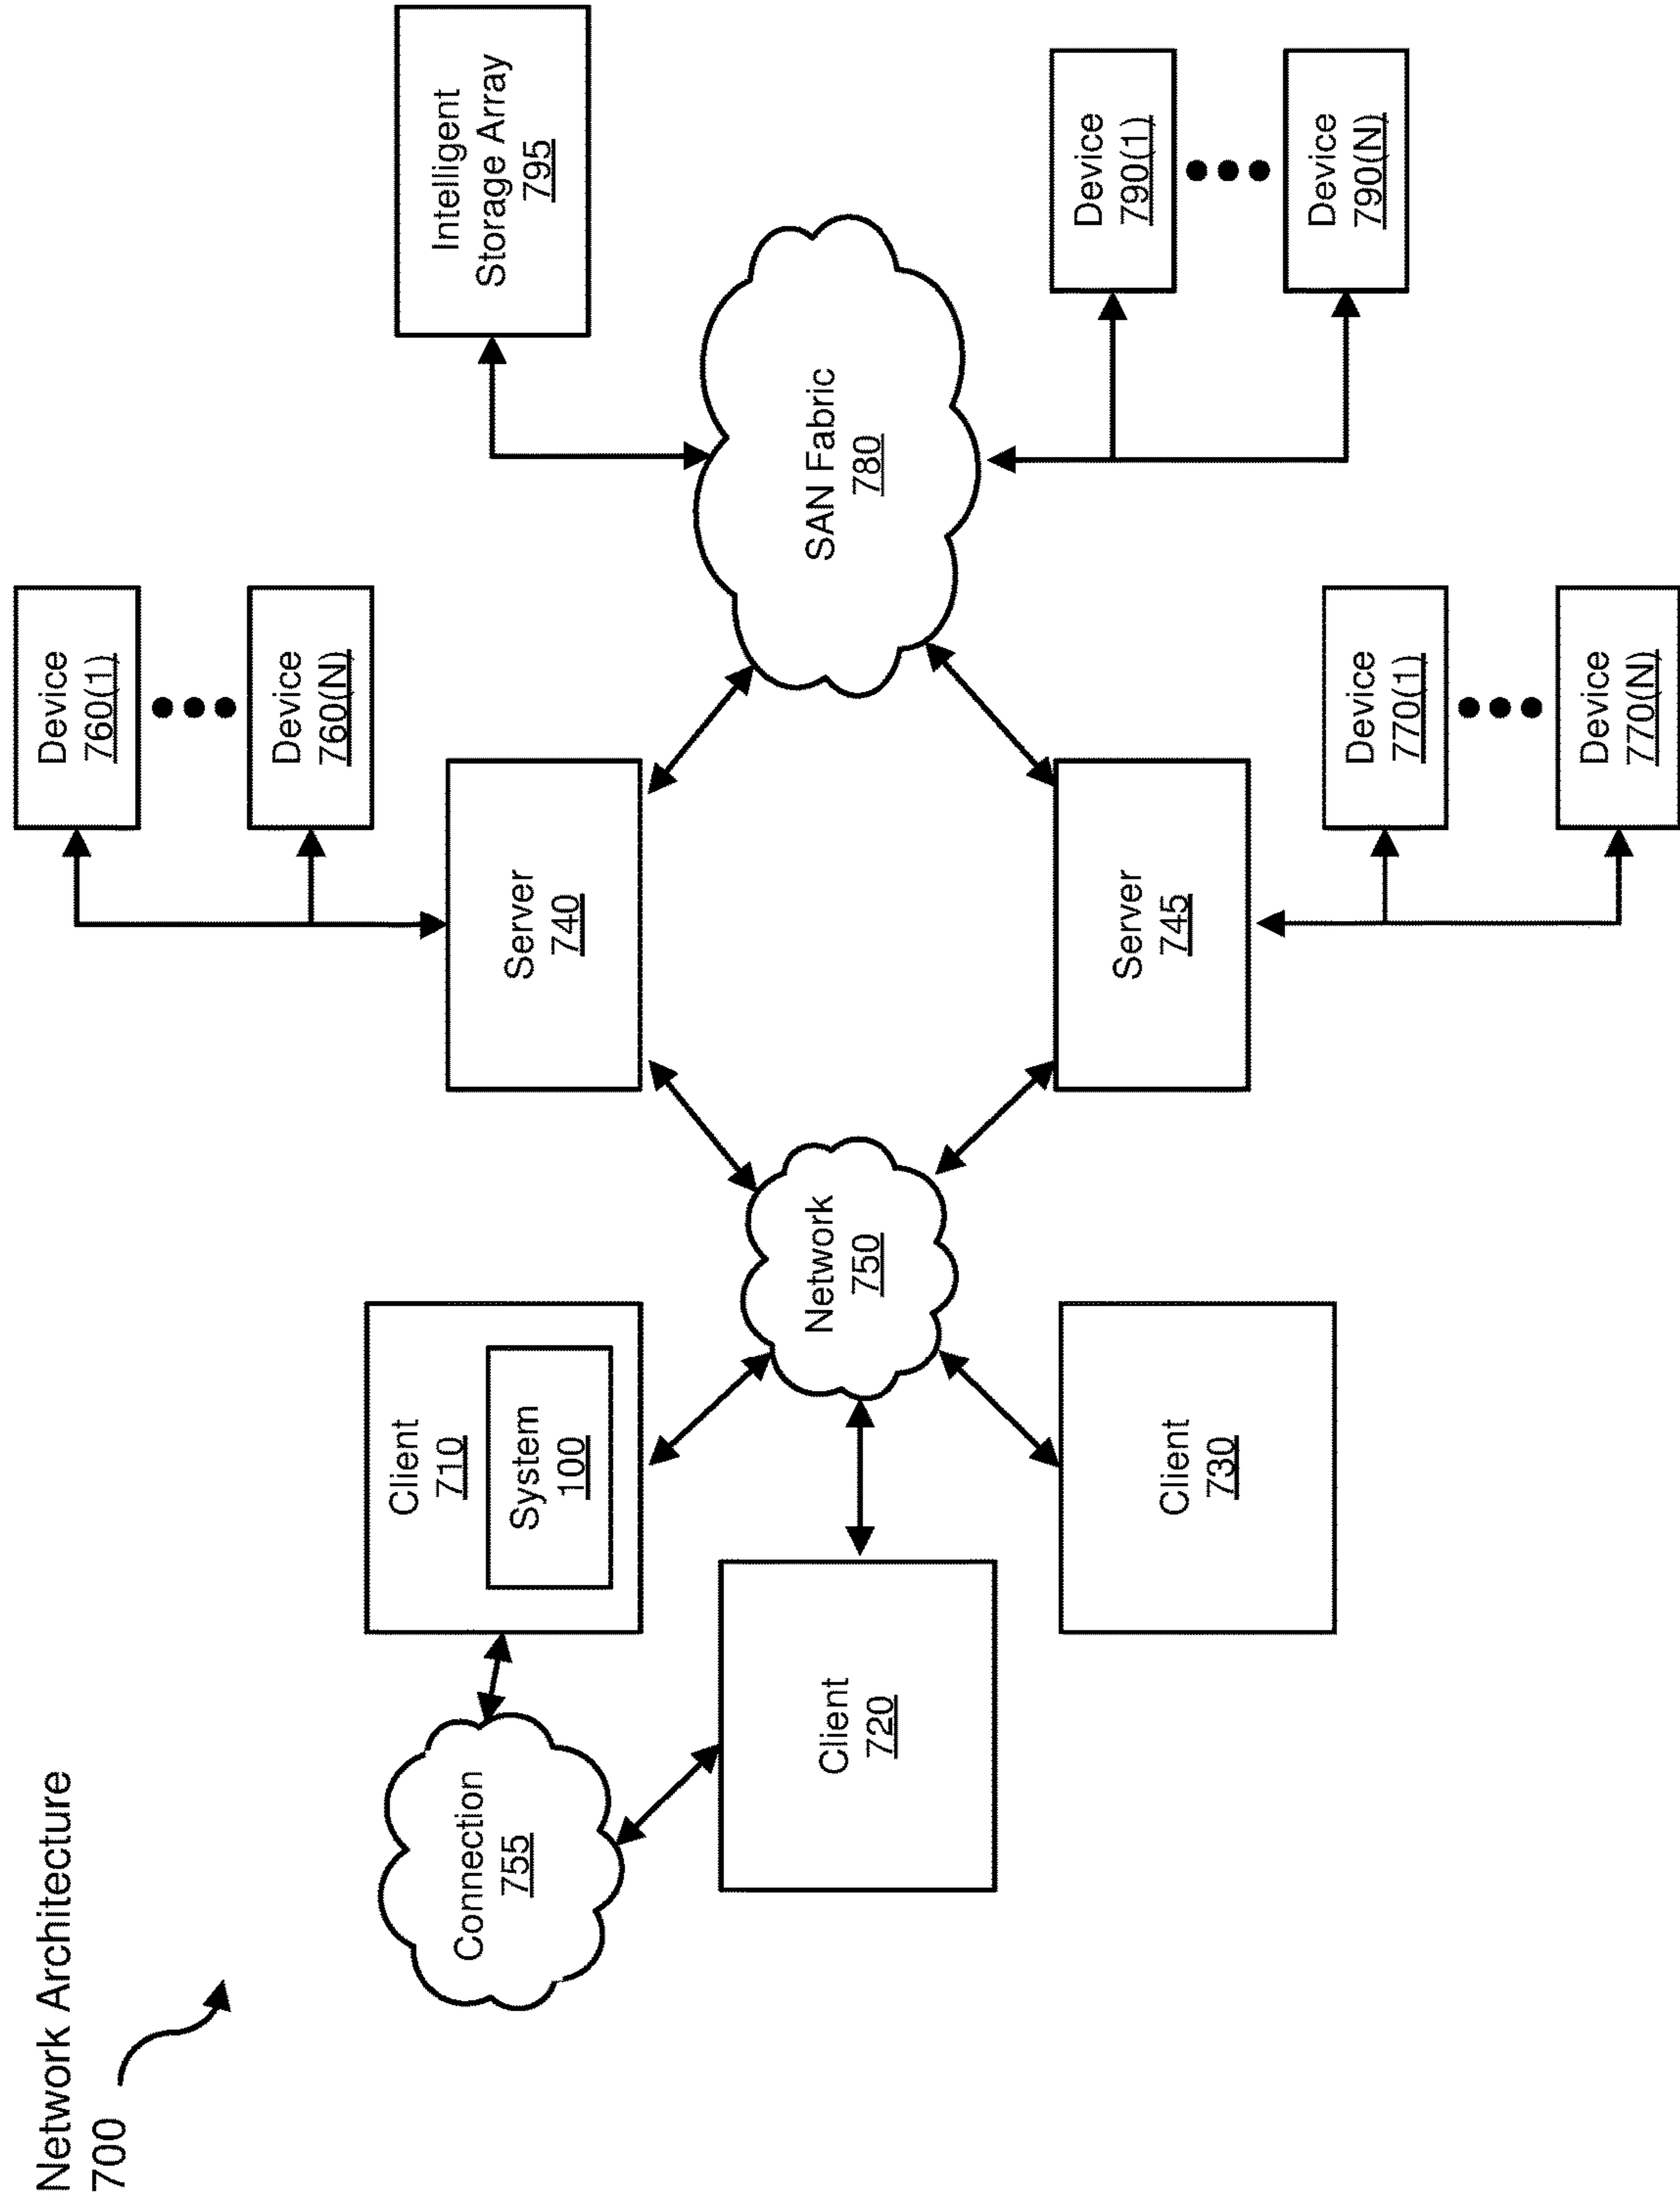 Network Architecture
700
Connection
755
Client
710
System
100
Client
720
Client
730
Network
750
Server
740
Server
745
Device
760(1)
Device
760(N)
Device
770(1)
Device
770(N)
SAN Fabric
780
Intelligent
Storage Array
795
Device
790(1)
Device
790(N)